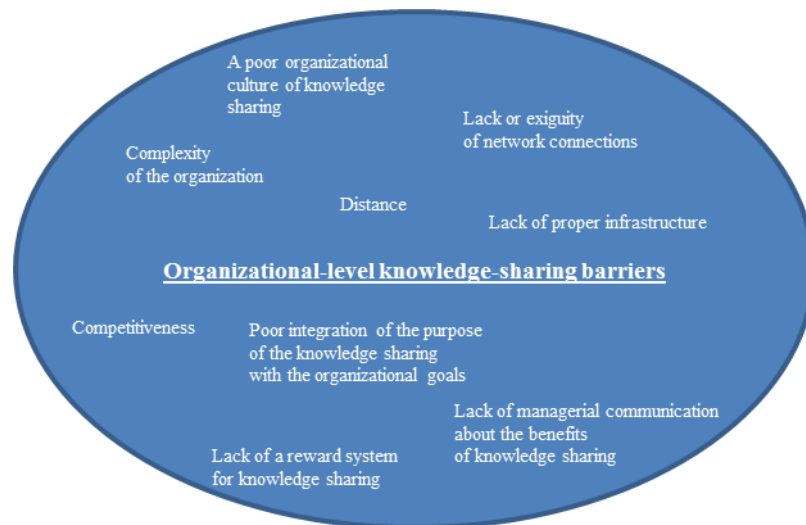 A poor organizational
culture of knowledge
sharing
Lack or exiguity
of network connections
Complexity
of the organization
Distance
Lack of proper infrastructure
Organizational-level knowledge-sharing barriers
Competitiveness
Poor integration of the purpose
of the knowledge sharing
with the organizational goals
Lack of managerial communication
about the benefits
of knowledge sharing
Lack of a reward system
for knowledge sharing